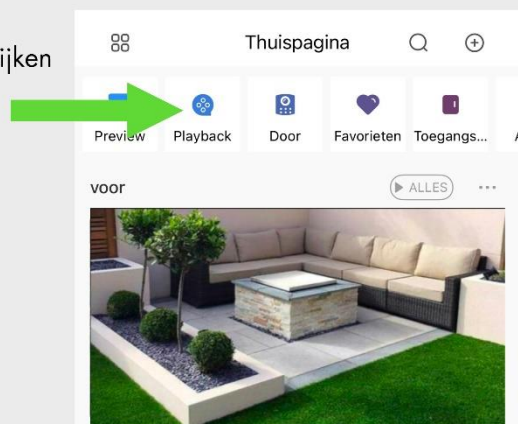 ijken
Thuispagina
Preview Playback Door Favorieten Toegangs...
voor ALLES ...